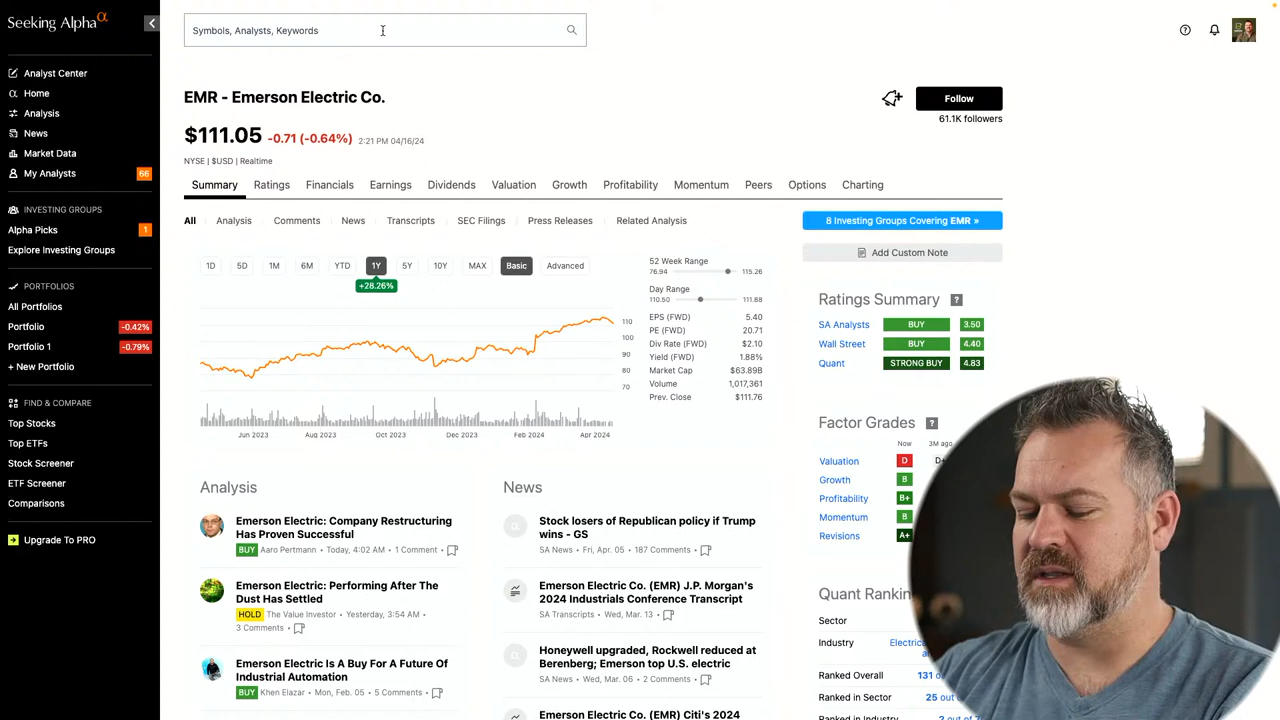 Seeking Alpha α
Symbols, Analysts, Keywords
Analyst Center
Home
Analysis
News
Market Data
My Analysts 66
INVESTING GROUPS
Alpha Picks 1
Explore Investing Groups
PORTFOLIOS
All Portfolios
Portfolio -0.42%
Portfolio 1 -0.79%
+ New Portfolio
FIND & COMPARE
Top Stocks
Top ETFs
Stock Screener
ETF Screener
Comparisons
Upgrade To PRO
EMR - Emerson Electric Co.
$111.05 -0.71 (-0.64%) 2:21 PM 04/16/24
NYSE | $USD | Realtime
Follow
61.1K followers
Summary Ratings Financials Earnings Dividends Valuation Growth Profitability Momentum Peers Options Charting
All Analysis Comments News Transcripts SEC Filings Press Releases Related Analysis
8 Investing Groups Covering EMR »
Add Custom Note
1D 5D 1M 6M YTD 1Y 5Y 10Y MAX Basic Advanced
+28.26%
110
100
90
80
70
Jun 2023 Aug 2023 Oct 2023 Dec 2023 Feb 2024 Apr 2024
52 Week Range
76.94 115.26
Day Range
110.50 111.88
EPS (FWD) 5.40
PE (FWD) 20.71
Div Rate (FWD) $2.10
Yield (FWD) 1.88%
Market Cap $63.89B
Volume 1,017,361
Prev. Close $111.76
Ratings Summary ?
SA Analysts BUY 3.50
Wall Street BUY 4.40
Quant STRONG BUY 4.83
Factor Grades ?
Now 3M ago
Valuation D D+
Growth B
Profitability B+
Momentum B
Revisions A+
Quant
Sector
Industry
Ranked Overall 131
Ranked in Sector 25
Ranked in Industry 2 out of
Analysis
Emerson Electric: Company Restructuring
Has Proven Successful
BUY Aaro Pertmann • Today, 4:02 AM • 1 Comment •
Emerson Electric: Performing After The
Dust Has Settled
HOLD The Value Investor • Yesterday, 3:54 AM •
3 Comments •
Emerson Electric Is A Buy For A Future Of
Industrial Automation
BUY Khen Elazar • Mon, Feb. 05 • 5 Comments •
News
Stock losers of Republican policy if Trump
wins - GS
SA News • Fri, Apr. 05 • 187 Comments •
Emerson Electric Co. (EMR) J.P. Morgan's
2024 Industrials Conference Transcript
SA Transcripts • Wed, Mar. 13 •
Honeywell upgraded, Rockwell reduced at
Berenberg; Emerson top U.S. electric
SA News • Wed, Mar. 06 • 2 Comments •
Emerson Electric Co. (EMR) Citi's 2024